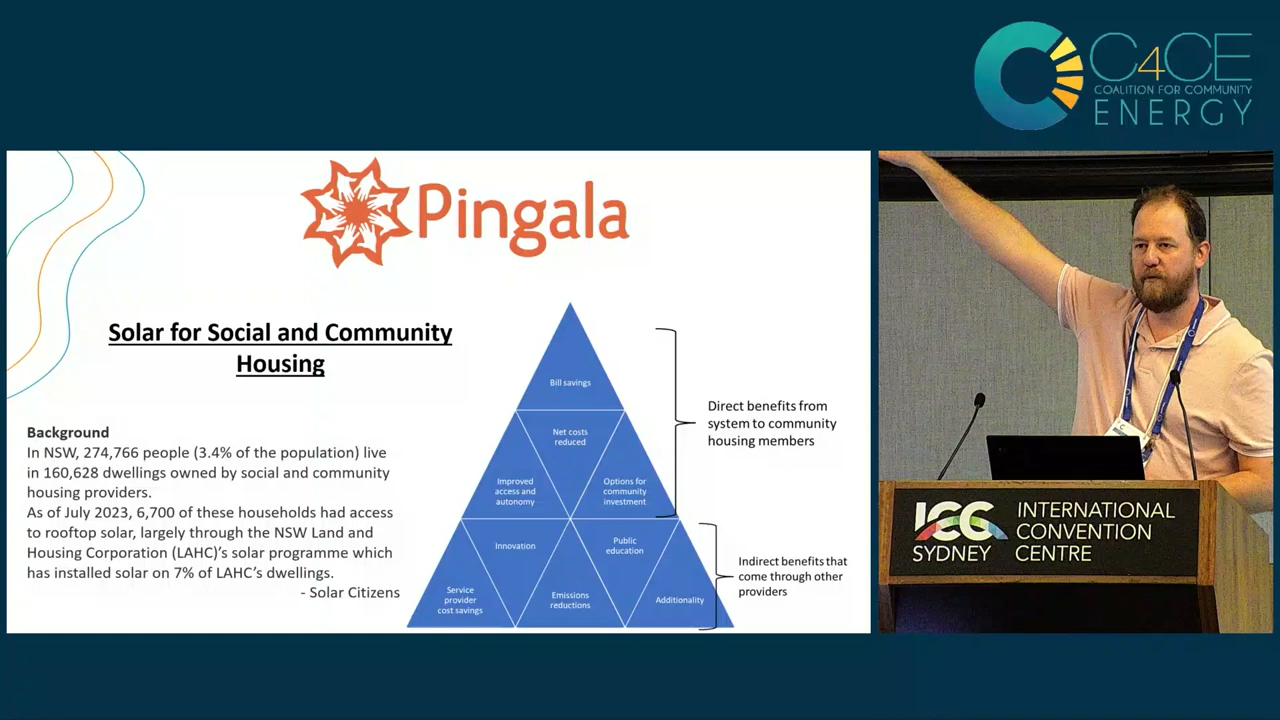 C4CE
COALITION FOR COMMUNITY
ENERGY
Pingala
Solar for Social and Community
Housing
Background
In NSW, 274,766 people (3.4% of the population) live
in 160,628 dwellings owned by social and community
housing providers.
As of July 2023, 6,700 of these households had access
to rooftop solar, largely through the NSW Land and
Housing Corporation (LAHC)’s solar programme which
has installed solar on 7% of LAHC’s dwellings.
- Solar Citizens
Bill savings
Net costs
reduced
Improved
access and
autonomy
Options for
community
investment
Innovation
Public
education
Service
provider
cost savings
Emissions
reductions
Additionality
Direct benefits from
system to community
housing members
Indirect benefits that
come through other
providers
ICC
SYDNEY
INTERNATIONAL
CONVENTION
CENTRE